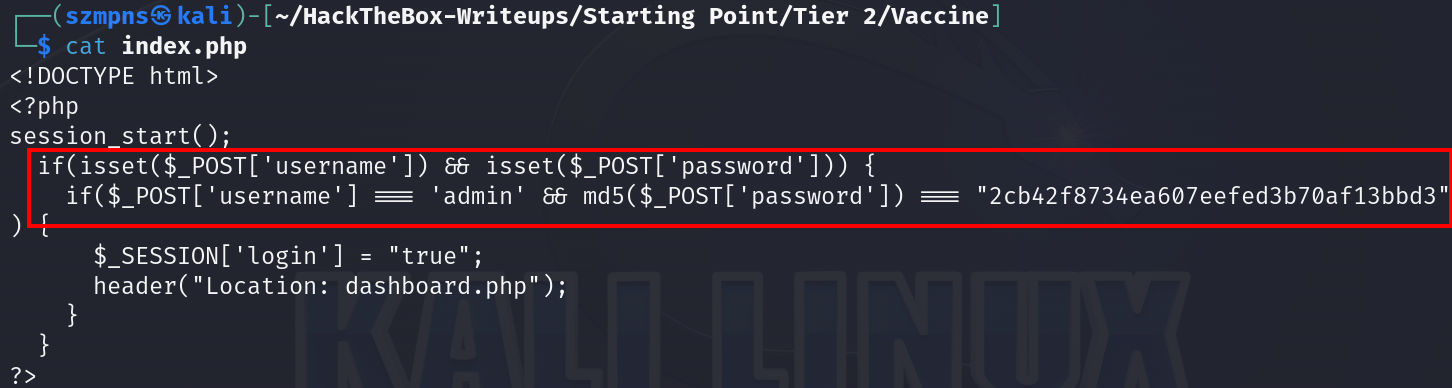 ┌──(szmpns㉿kali)-[~/HackTheBox-Writeups/Starting Point/Tier 2/Vaccine]
└─$ cat index.php
<!DOCTYPE html>
<?php
session_start();
  if(isset($_POST['username']) && isset($_POST['password'])) {
    if($_POST['username'] === 'admin' && md5($_POST['password']) === "2cb42f8734ea607eefed3b70af13bbd3"
) {
      $_SESSION['login'] = "true";
      header("Location: dashboard.php");
    }
  }
?>
KALI LINUX